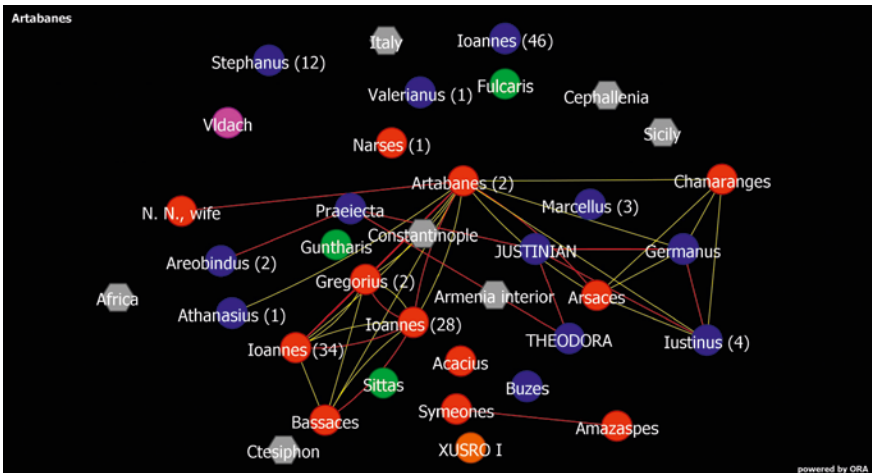 Artabanes
Italy
Ioannes (46)
Stephanus (12)
Valerianus (1)
Fulcaris
Cephallenia
Vldach
Sicily
Narses (1)
Artabanes (2)
Chanaranges
N. N., wife
Praeiecta
Marcellus (3)
Constantinople
Guntharis
JUSTINIAN
Germanus
Areobindus (2)
Gregorius (2)
Africa
Armenia interior
Arsaces
Athanasius (1)
Ioannes (28)
Ioannes (34)
THEODORA
Iustinus (4)
Acacius
Sittas
Buzes
Bassaces
Symeones
Amazaspes
Ctesiphon
XUSRO I
powered by ORA